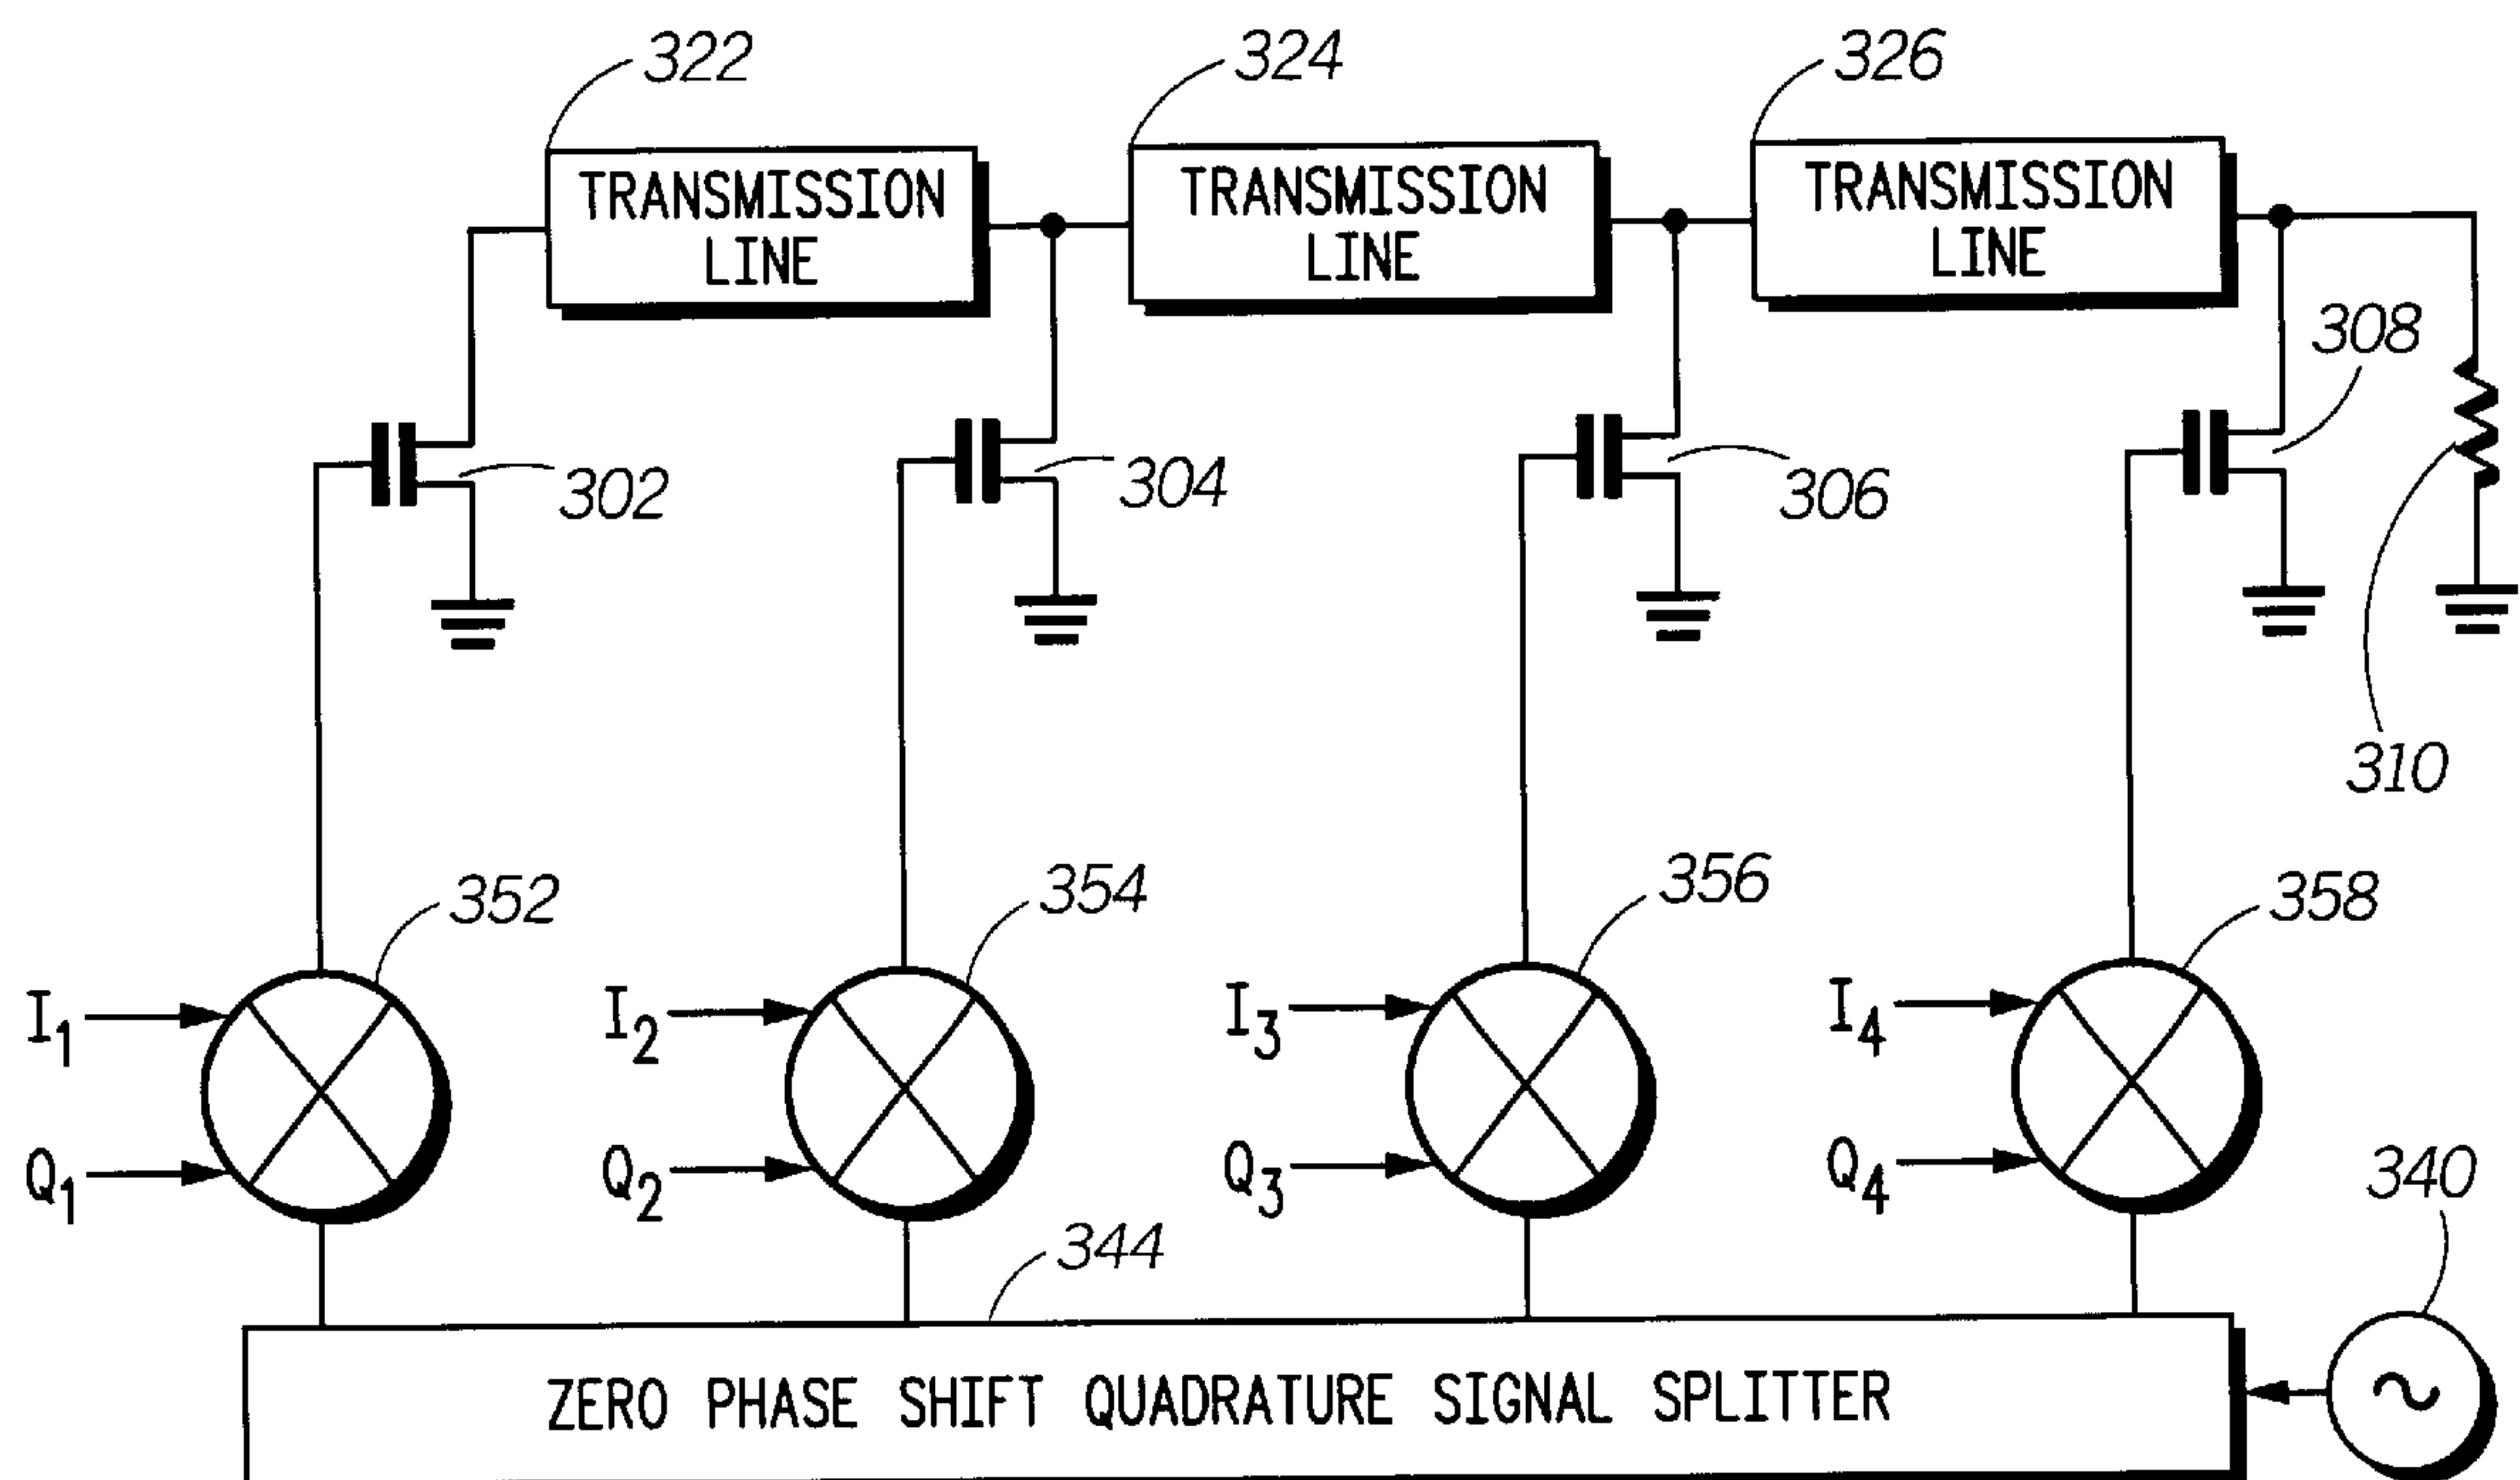 322
324
326
TRANSMISSION
LINE
TRANSMISSION
LINE
TRANSMISSION
LINE
308
302
304
306
310
352
354
356
358
I1
I2
I3
I4
Q1
Q2
Q3
Q4
340
344
ZERO PHASE SHIFT QUADRATURE SIGNAL SPLITTER